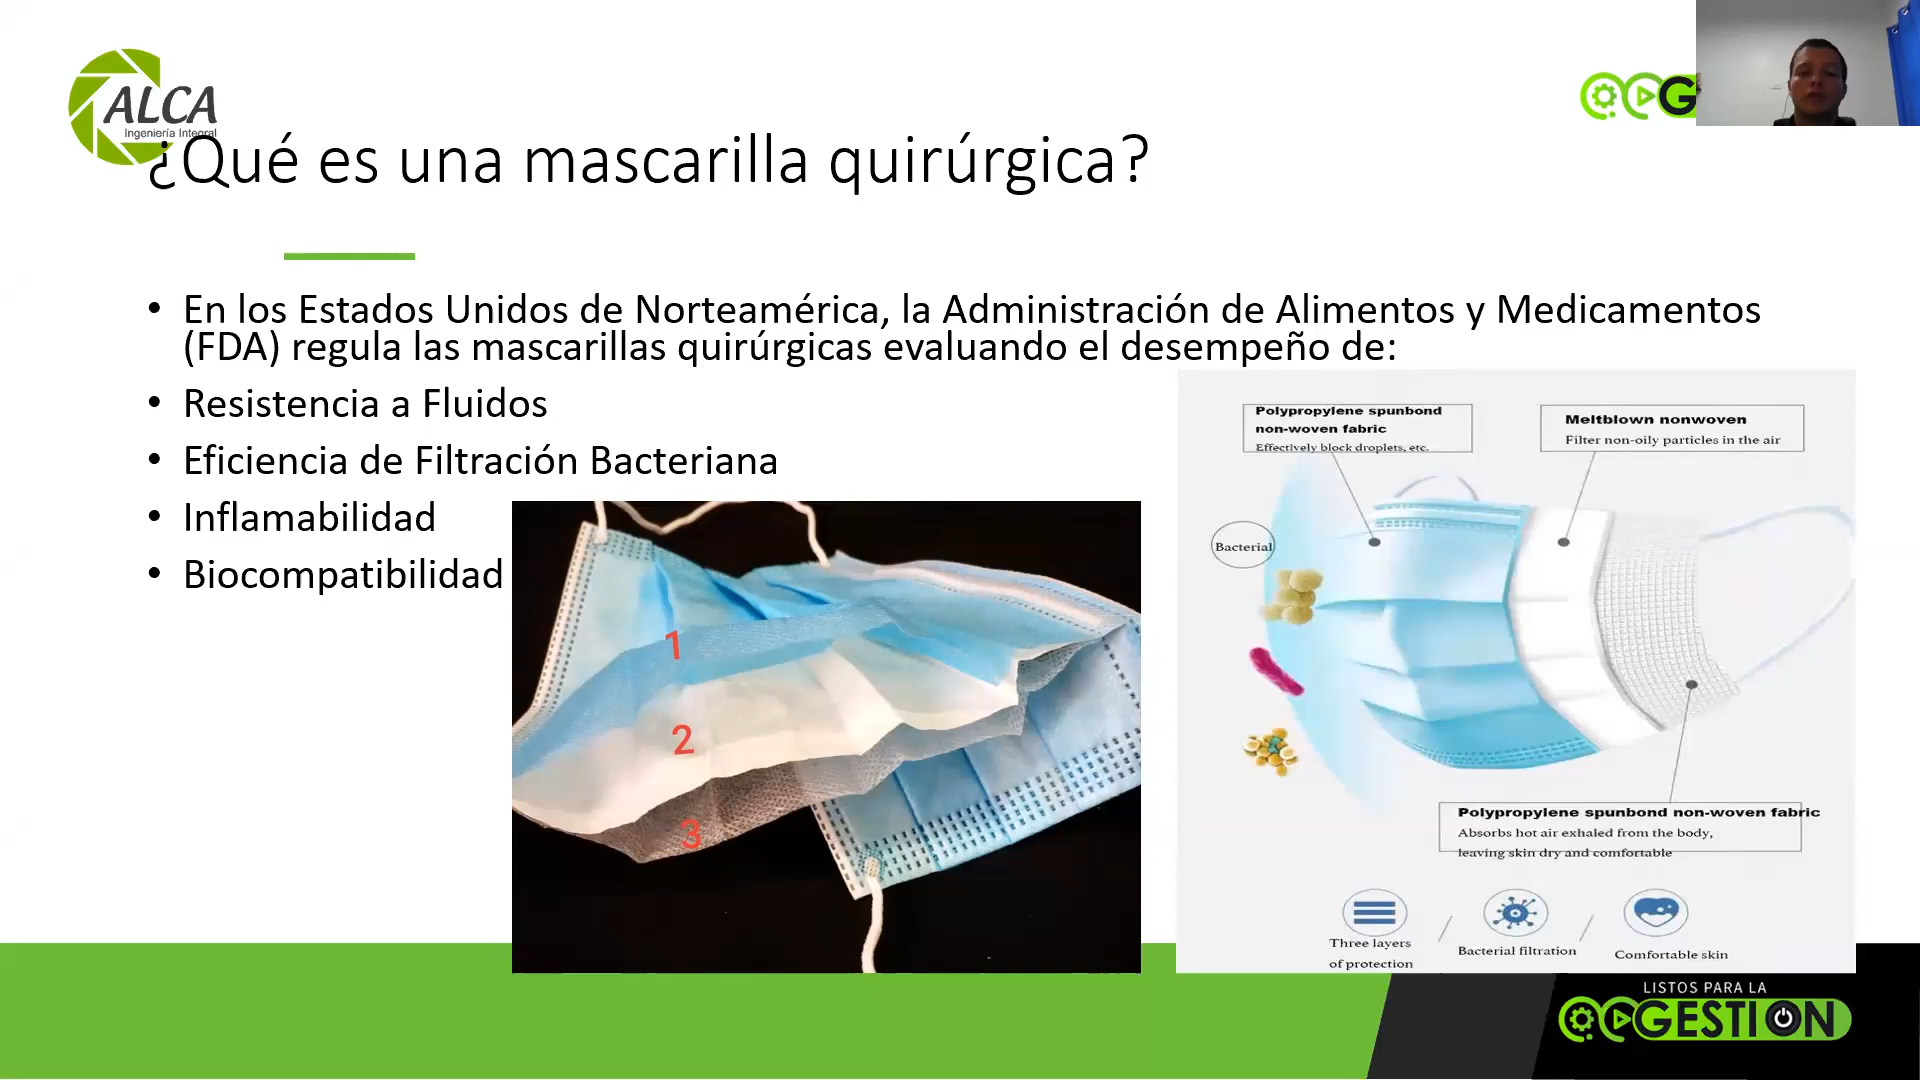 ALCA
Ingeniería Integral
G
¿Qué es una mascarilla quirúrgica?
• En los Estados Unidos de Norteamérica, la Administración de Alimentos y Medicamentos
(FDA) regula las mascarillas quirúrgicas evaluando el desempeño de:
• Resistencia a Fluidos
• Eficiencia de Filtración Bacteriana
• Inflamabilidad
• Biocompatibilidad
1
2
3
Polypropylene spunbond
non-woven fabric
Effectively block droplets, etc.
Meltblown nonwoven
Filter non-oily particles in the air
Bacterial
Polypropylene spunbond non-woven fabric
Absorbs hot air exhaled from the body,
leaving skin dry and comfortable
Three layers
of protection
Bacterial filtration
Comfortable skin
LISTOS PARA LA
GESTION